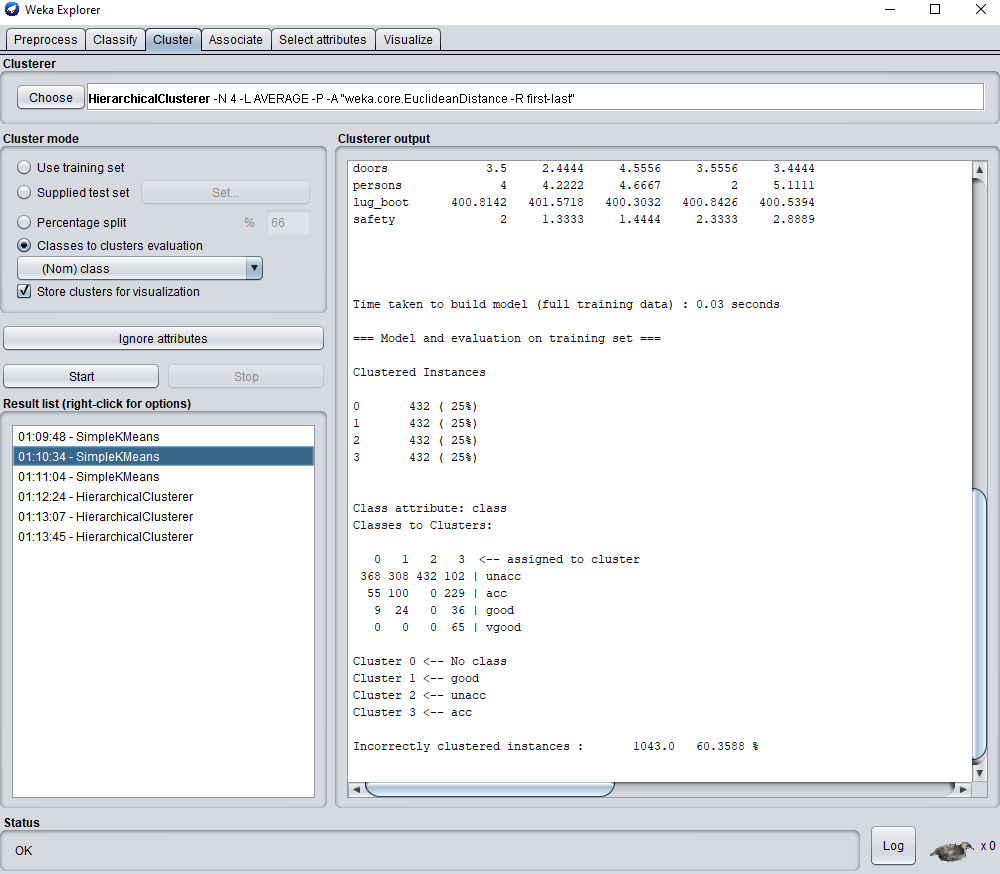 Weka Explorer
Preprocess Classify Cluster Associate Select attributes Visualize
Clusterer
Choose HierarchicalClusterer -N 4 -L AVERAGE -P -A "weka.core.EuclideanDistance -R first-last"
Cluster mode
Use training set
Supplied test set Set...
Percentage split % 66
Classes to clusters evaluation
(Nom) class
Store clusters for visualization
Ignore attributes
Start Stop
Result list (right-click for options)
01:09:48 - SimpleKMeans
01:10:34 - SimpleKMeans
01:11:04 - SimpleKMeans
01:12:24 - HierarchicalClusterer
01:13:07 - HierarchicalClusterer
01:13:45 - HierarchicalClusterer
Clusterer output
doors 3.5 2.4444 4.5556 3.5556 3.4444
persons 4 4.2222 4.6667 2 5.1111
lug_boot 400.8142 401.5718 400.3032 400.8426 400.5394
safety 2 1.3333 1.4444 2.3333 2.8889
Time taken to build model (full training data) : 0.03 seconds
=== Model and evaluation on training set ===
Clustered Instances
0 432 ( 25%)
1 432 ( 25%)
2 432 ( 25%)
3 432 ( 25%)
Class attribute: class
Classes to Clusters:
0 1 2 3 <-- assigned to cluster
368 308 432 102 | unacc
55 100 0 229 | acc
9 24 0 36 | good
0 0 0 65 | vgood
Cluster 0 <-- No class
Cluster 1 <-- good
Cluster 2 <-- unacc
Cluster 3 <-- acc
Incorrectly clustered instances : 1043.0 60.3588 %
Status
OK
Log
x 0